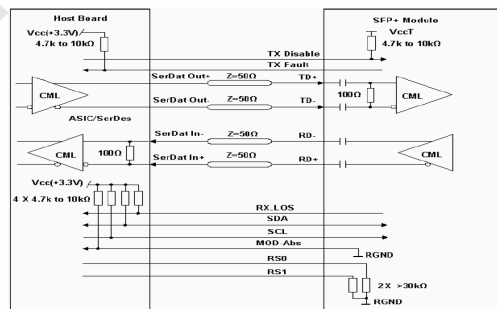 Host Board SFP+ Module
Vcc(+3.3V) VccT
4.7k to 10kΩ 4.7k to 10kΩ
TX Disable
TX Fault
SerDat Out+ Z=50Ω TD+
CML 100Ω CML
SerDat Out- Z=50Ω TD-
ASIC/SerDes
SerDat In- Z=50Ω RD-
CML 100Ω CML
SerDat In+ Z=50Ω RD+
Vcc(+3.3V)
4 X 4.7k to 10kΩ
RX.LOS
SDA
SCL
MOD-Abs
RGND
RS0
RS1
2 X >30kΩ
RGND